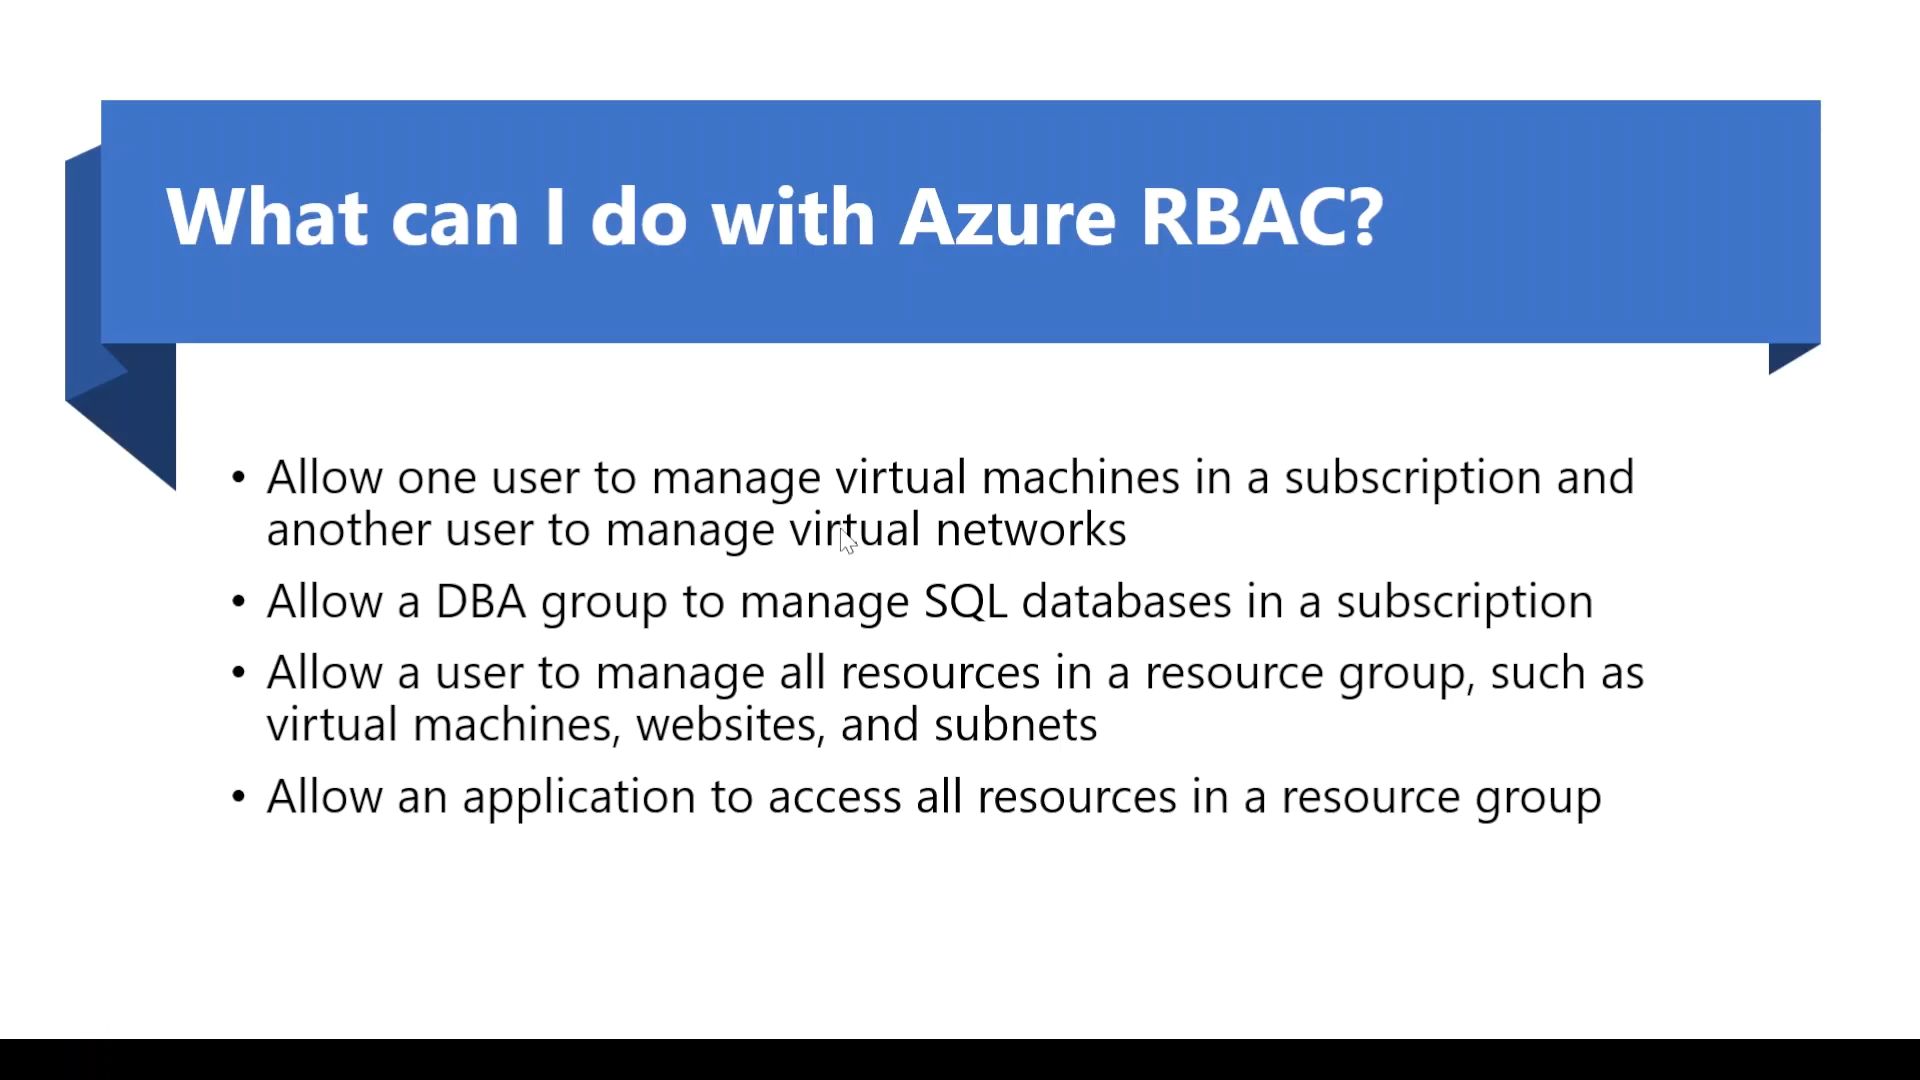 What can I do with Azure RBAC?
• Allow one user to manage virtual machines in a subscription and
another user to manage virtual networks
• Allow a DBA group to manage SQL databases in a subscription
• Allow a user to manage all resources in a resource group, such as
virtual machines, websites, and subnets
• Allow an application to access all resources in a resource group